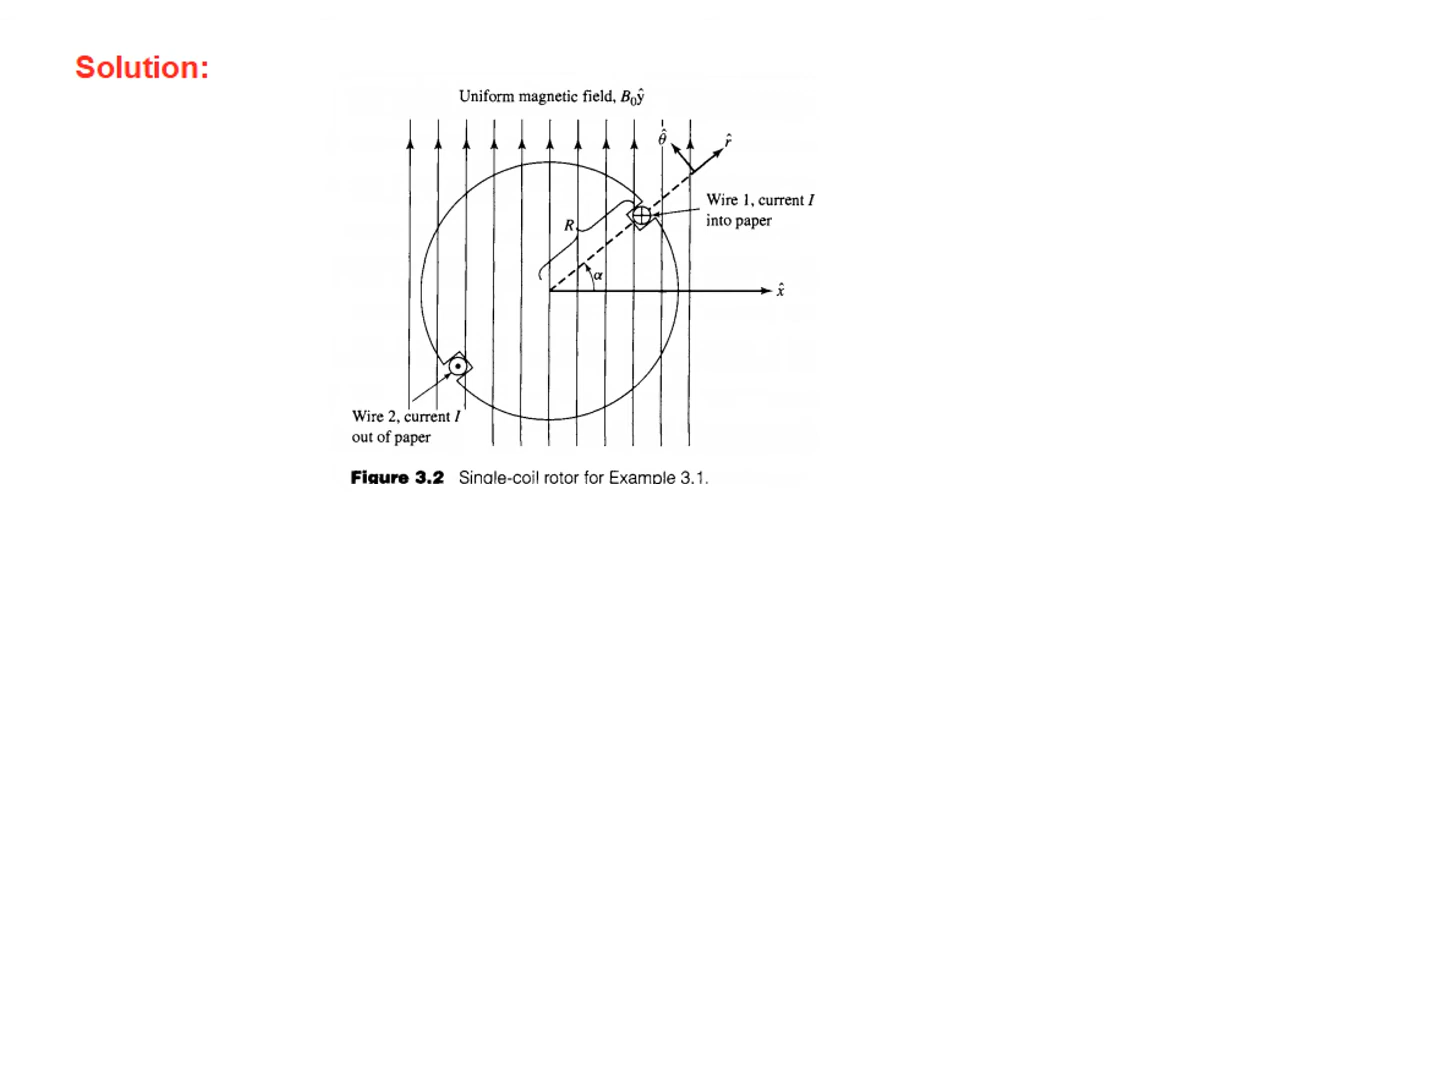 Solution:
Uniform magnetic field, B₀ŷ
θ̂
r̂
Wire 1, current I
into paper
R
α
x̂
Wire 2, current I
out of paper
Figure 3.2 Single-coil rotor for Example 3.1.